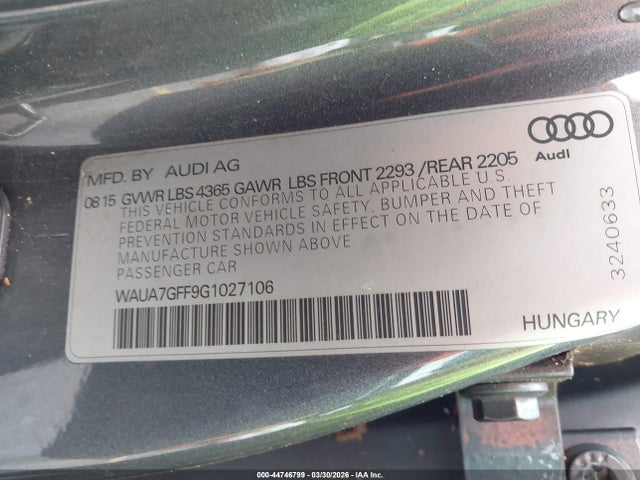 MFD. BY AUDI AG
08 15 GVWR LBS 4365 GAWR LBS FRONT 2293 /REAR 2205
THIS VEHICLE CONFORMS TO ALL APPLICABLE U.S.
FEDERAL MOTOR VEHICLE SAFETY, BUMPER AND THEFT
PREVENTION STANDARDS IN EFFECT ON THE DATE OF
MANUFACTURE SHOWN ABOVE
PASSENGER CAR
WAUA7GFF9G1027106
Audi
3240633
HUNGARY
000-44746799 - 03/30/2026 - IAA Inc.